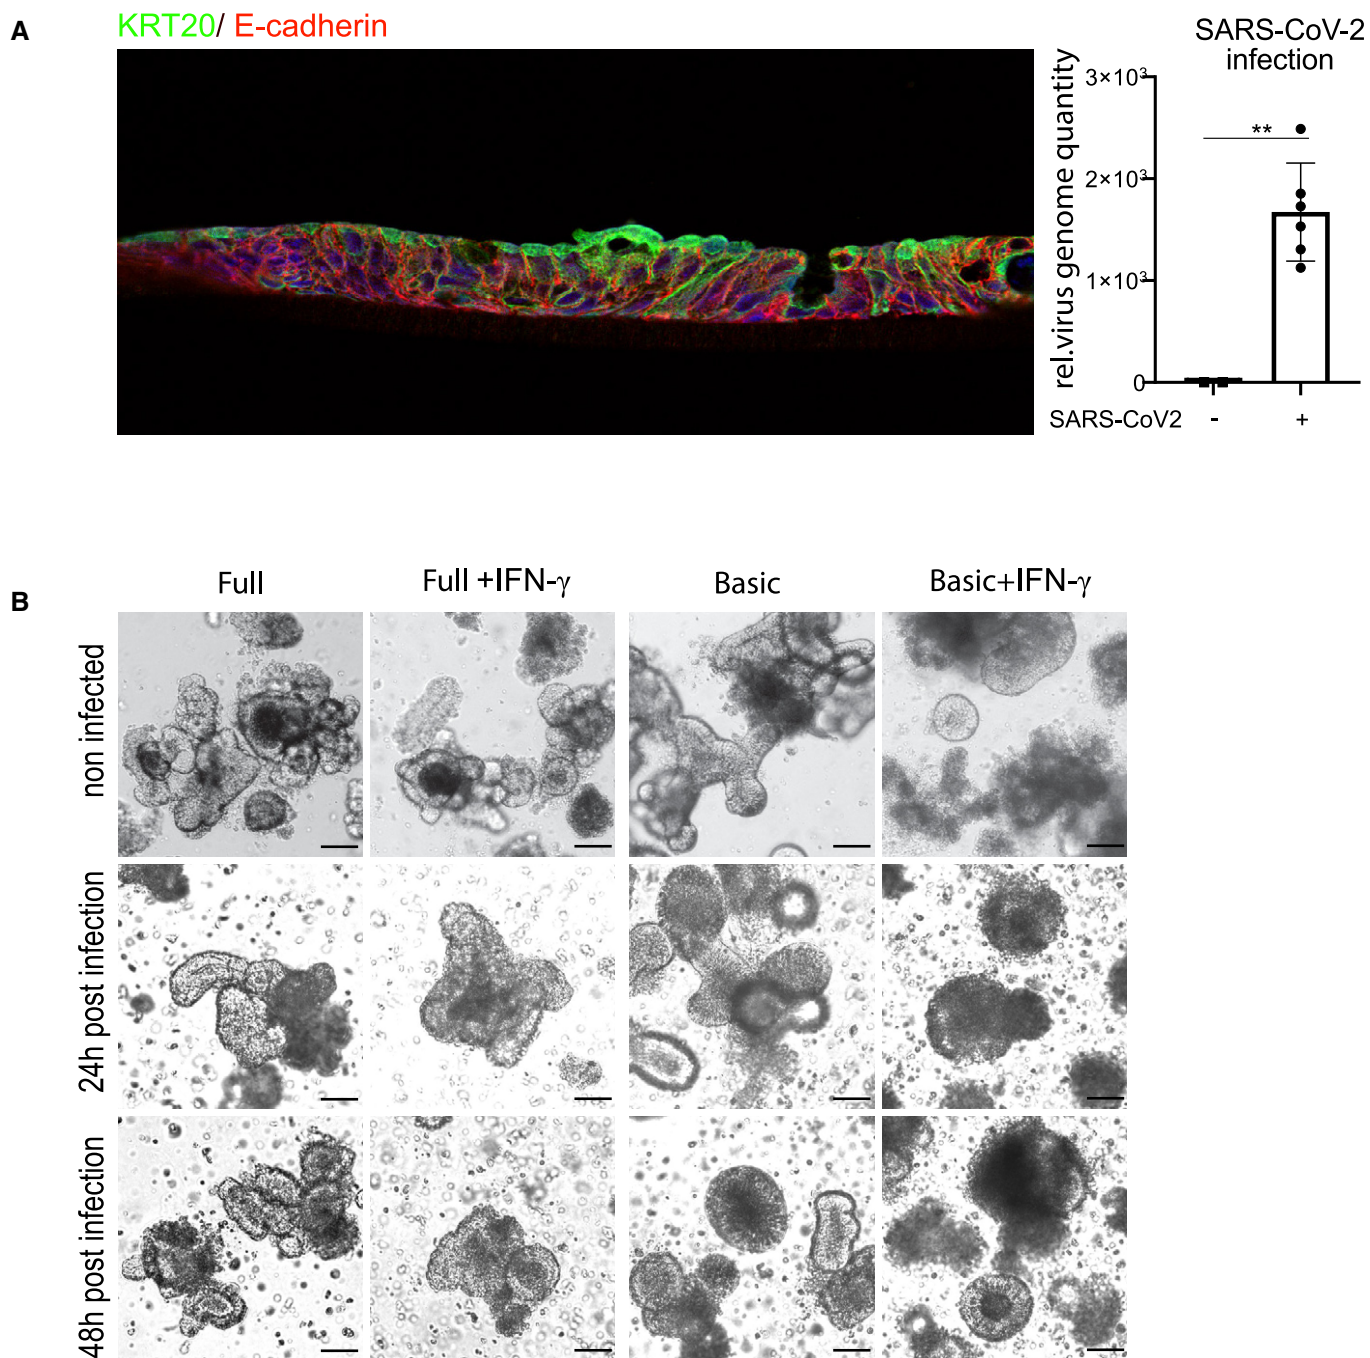 A
KRT20/ E-cadherin
SARS-CoV-2
infection
rel.virus genome quantity
3×10³
2×10³
1×10³
0
**
SARS-CoV2 - +
B
Full
Full +IFN-γ
Basic
Basic+IFN-γ
non infected
24h post infection
48h post infection